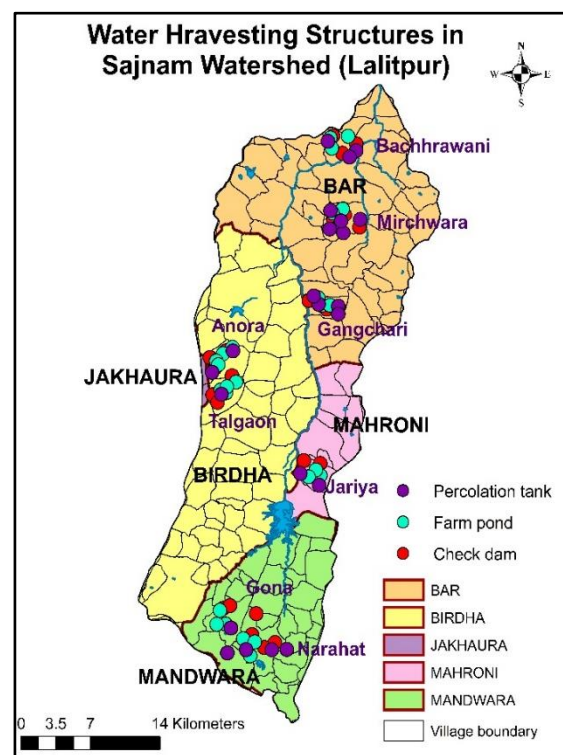 Water Hravesting Structures in
Sajnam Watershed (Lalitpur)
N
W E
S
Bachhrawani
BAR
Mirchwara
Gangchari
Anora
JAKHAURA
Talgaon
MAHRONI
BIRDHA
Jariya
Gona
Narahat
MANDWARA
Percolation tank
Farm pond
Check dam
BAR
BIRDHA
JAKHAURA
MAHRONI
MANDWARA
Village boundary
0 3.5 7 14 Kilometers